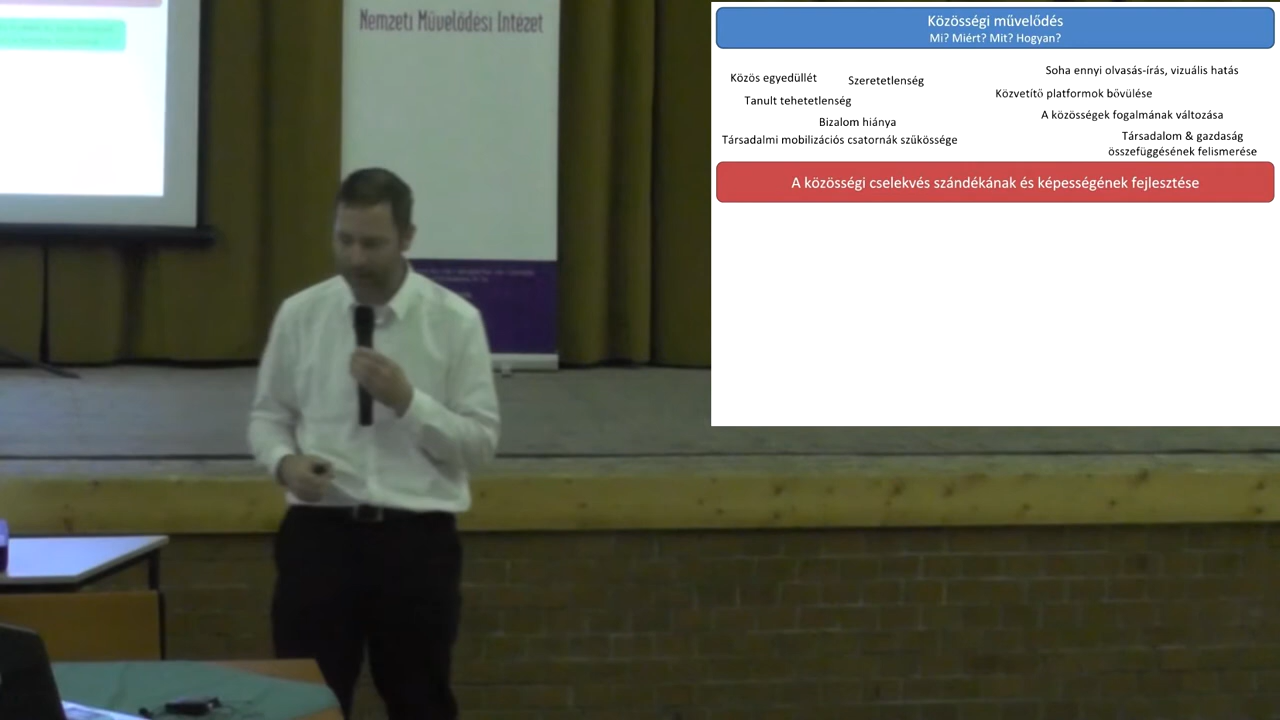 Nemzeti Művelődési Intézet
Közösségi művelődés
Mi? Miért? Mit? Hogyan?
Közös egyedüllét
Szeretetlenség
Tanult tehetetlenség
Bizalom hiánya
Társadalmi mobilizációs csatornák szűkössége
Soha ennyi olvasás-írás, vizuális hatás
Közvetítő platformok bővülése
A közösségek fogalmának változása
Társadalom & gazdaság
összefüggésének felismerése
A közösségi cselekvés szándékának és képességének fejlesztése